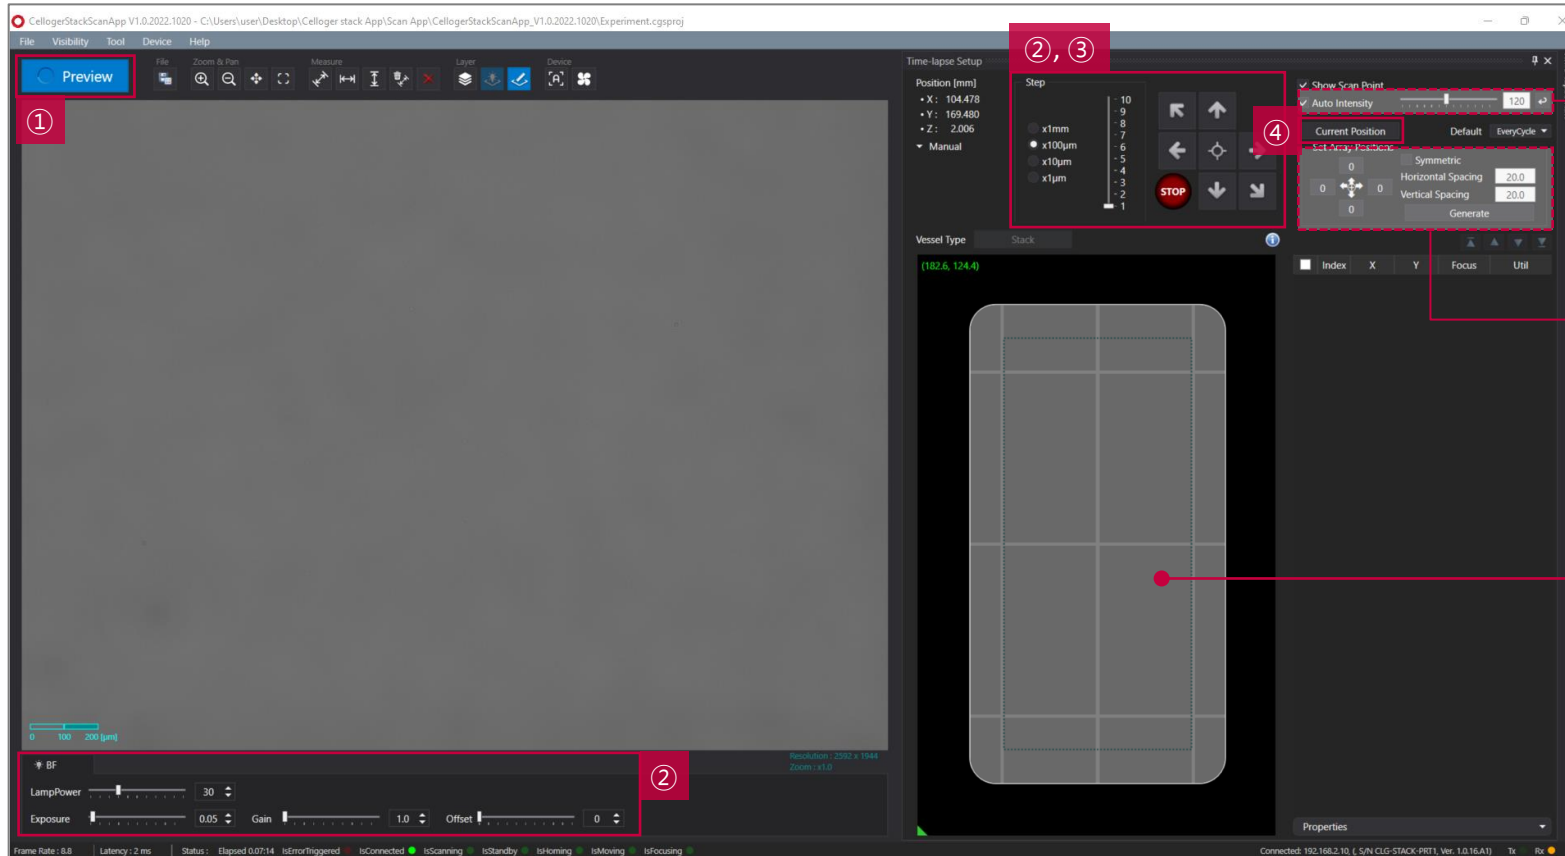 CellogerStackScanApp V1.0.2022.1020 - C:\Users\user\Desktop\Celloger stack App\Scan App\CellogerStackScanApp_V1.0.2022.1020\Experiment.cgsproj
File Visibility Tool Device Help
Preview
①
File
Zoom & Pan
Measure
Layer
Device
[A]
Time-lapse Setup
Position [mm]
• X : 104.478
• Y : 169.480
• Z : 2.006
Manual
②, ③
Step
x1mm
x100µm
x10µm
x1µm
10
9
8
7
6
5
4
3
2
1
STOP
Show Scan Point
Auto Intensity 120
④
Current Position Default EveryCycle
Set Array Positions
0
0 0
0
Symmetric
Horizontal Spacing 20.0
Vertical Spacing 20.0
Generate
Vessel Type Stack
(182.6, 124.4)
Index X Y Focus Util
0 100 200 [µm]
Resolution : 2592 x 1944
Zoom : x1.0
BF
②
LampPower 30
Exposure 0.05 Gain 1.0 Offset 0
Properties
Frame Rate : 8.8 Latency : 2 ms Status : Elapsed 0.07:14 IsErrorTriggered IsConnected IsScanning IsStandby IsHoming IsMoving IsFocusing
Connected: 192.168.2.10, (, S/N CLG-STACK-PRT1, Ver. 1.0.16.A1) Tx Rx